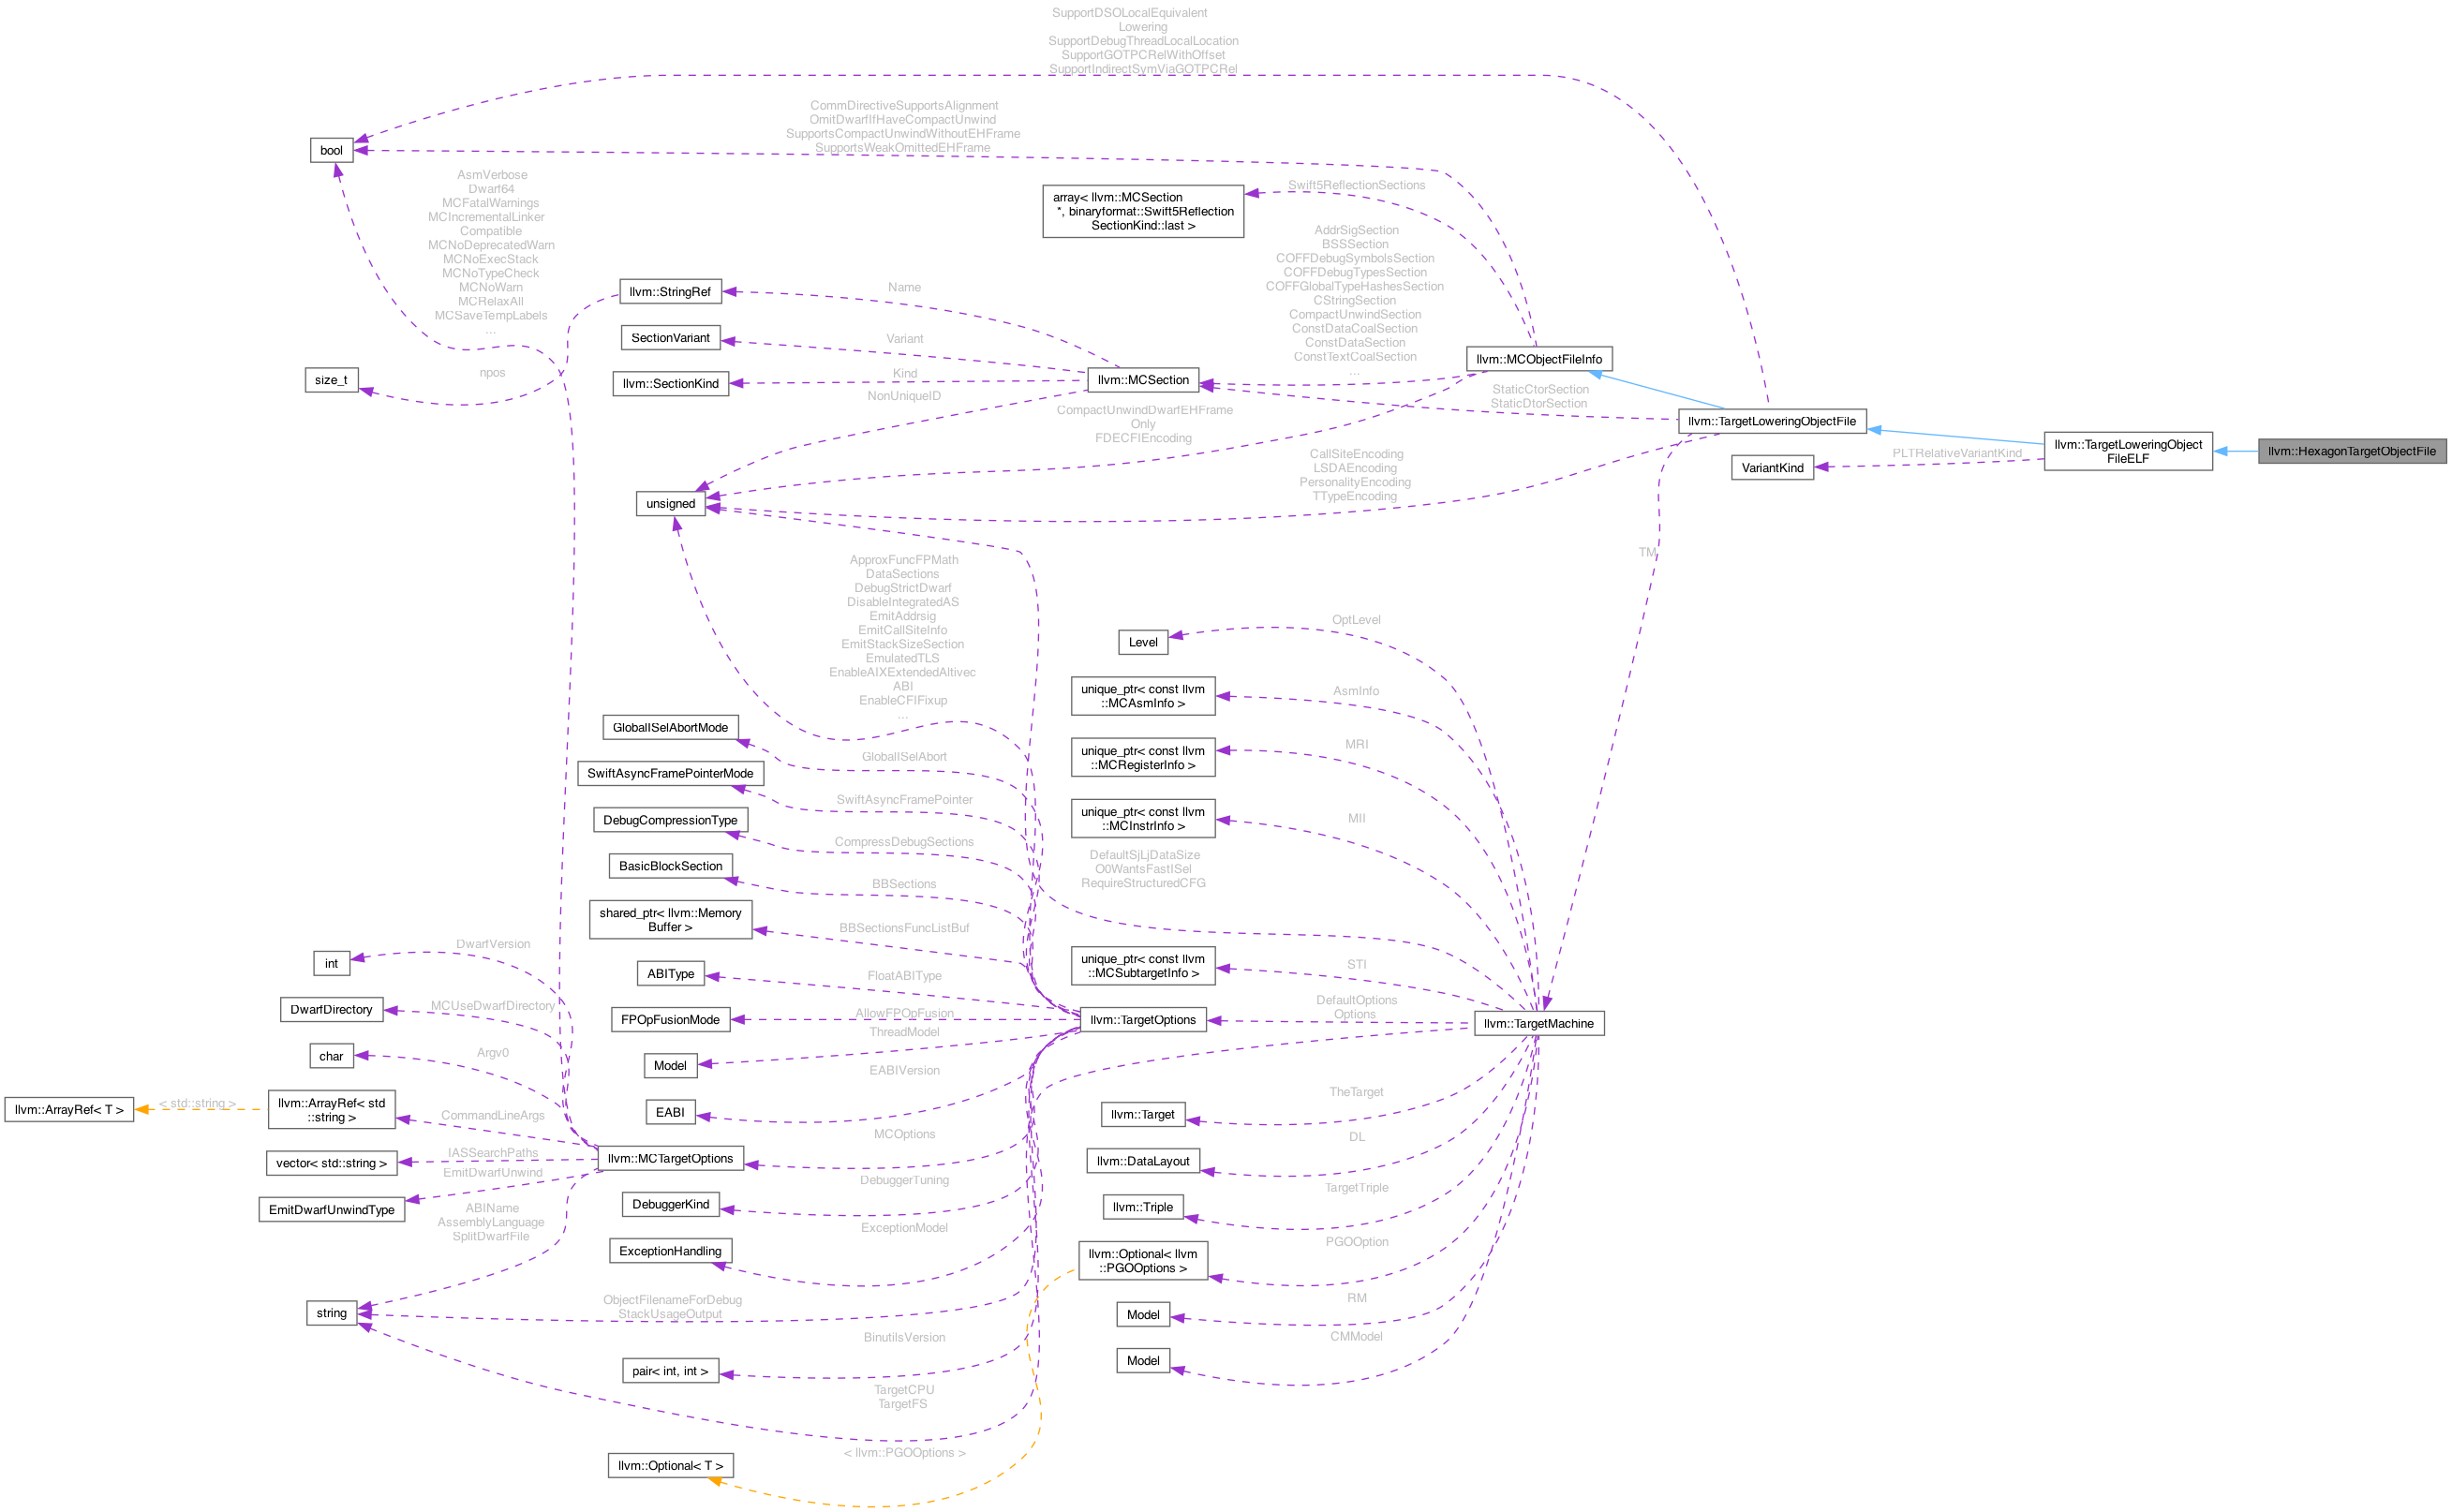 SupportDSOLocalEquivalent
Lowering
SupportDebugThreadLocalLocation
SupportGOTPCRelWithOffset
SupportIndirectSymViaGOTPCRel
CommDirectiveSupportsAlignment
OmitDwarfIfHaveCompactUnwind
SupportsCompactUnwindWithoutEHFrame
SupportsWeakOmittedEHFrame
bool
AsmVerbose
Dwarf64
MCFatalWarnings
MCIncrementalLinker
Compatible
MCNoDeprecatedWarn
MCNoExecStack
MCNoTypeCheck
MCNoWarn
MCRelaxAll
MCSaveTempLabels
...
array< llvm::MCSection
*, binaryformat::Swift5Reflection
SectionKind::last >
Swift5ReflectionSections
AddrSigSection
BSSSection
COFFDebugSymbolsSection
COFFDebugTypesSection
COFFGlobalTypeHashesSection
CStringSection
CompactUnwindSection
ConstDataCoalSection
ConstDataSection
ConstTextCoalSection
...
llvm::StringRef
Name
SectionVariant
Variant
llvm::MCObjectFileInfo
size_t
npos
llvm::SectionKind
Kind
llvm::MCSection
NonUniqueID
StaticCtorSection
StaticDtorSection
CompactUnwindDwarfEHFrame
Only
FDECFIEncoding
llvm::TargetLoweringObjectFile
llvm::TargetLoweringObject
FileELF
llvm::HexagonTargetObjectFile
CallSiteEncoding
LSDAEncoding
PersonalityEncoding
TTypeEncoding
VariantKind
PLTRelativeVariantKind
unsigned
TM
ApproxFuncFPMath
DataSections
DebugStrictDwarf
DisableIntegratedAS
EmitAddrsig
EmitCallSiteInfo
EmitStackSizeSection
EmulatedTLS
EnableAIXExtendedAltivec
ABI
EnableCFIFixup
...
Level
OptLevel
unique_ptr< const llvm
::MCAsmInfo >
AsmInfo
GlobalISelAbortMode
GlobalISelAbort
unique_ptr< const llvm
::MCRegisterInfo >
MRI
SwiftAsyncFramePointerMode
SwiftAsyncFramePointer
DebugCompressionType
CompressDebugSections
unique_ptr< const llvm
::MCInstrInfo >
MII
BasicBlockSection
BBSections
DefaultSjLjDataSize
O0WantsFastISel
RequireStructuredCFG
shared_ptr< llvm::Memory
Buffer >
BBSectionsFuncListBuf
int
DwarfVersion
ABIType
FloatABIType
unique_ptr< const llvm
::MCSubtargetInfo >
STI
DwarfDirectory
MCUseDwarfDirectory
FPOpFusionMode
AllowFPOpFusion
llvm::TargetOptions
DefaultOptions
Options
llvm::TargetMachine
char
Argv0
Model
ThreadModel
llvm::ArrayRef< T >
< std::string >
llvm::ArrayRef< std
::string >
CommandLineArgs
EABI
EABIVersion
llvm::Target
TheTarget
vector< std::string >
IASSearchPaths
llvm::MCTargetOptions
MCOptions
llvm::DataLayout
DL
EmitDwarfUnwindType
EmitDwarfUnwind
DebuggerKind
DebuggerTuning
llvm::Triple
TargetTriple
ABIName
AssemblyLanguage
SplitDwarfFile
ExceptionHandling
ExceptionModel
llvm::Optional< llvm
::PGOOptions >
PGOOption
string
ObjectFilenameForDebug
StackUsageOutput
Model
RM
pair< int, int >
BinutilsVersion
Model
CMModel
TargetCPU
TargetFS
llvm::Optional< T >
< llvm::PGOOptions >